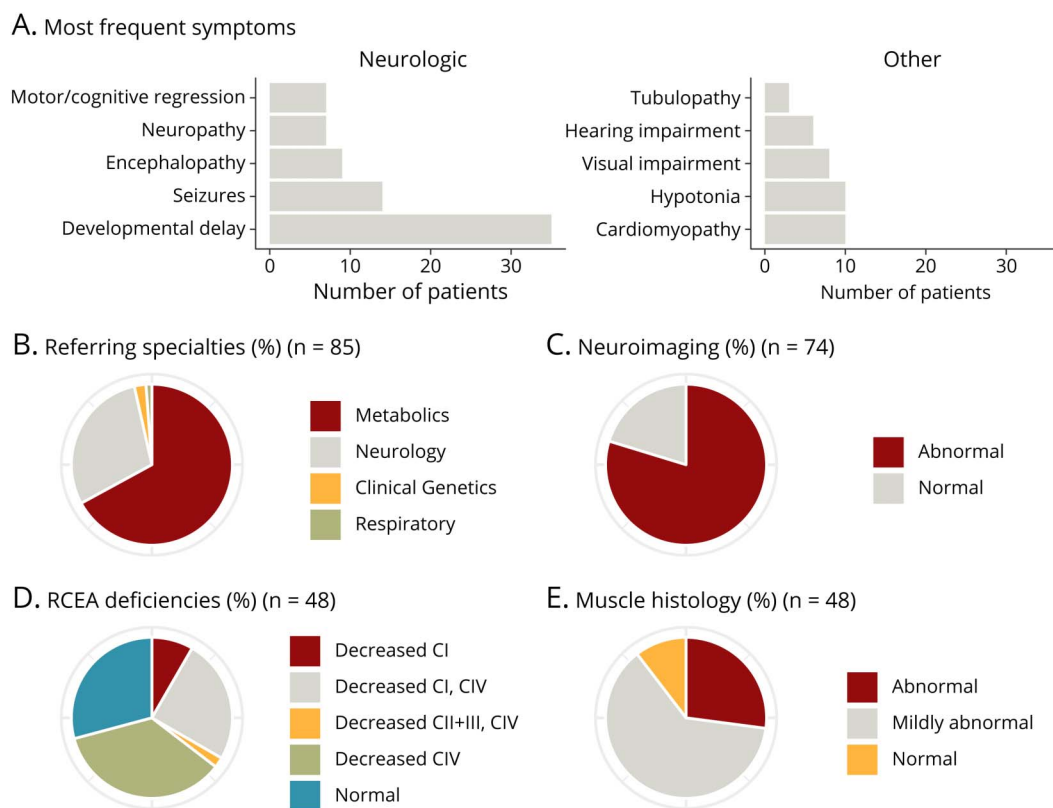 A. Most frequent symptoms
Neurologic
Motor/cognitive regression
Neuropathy
Encephalopathy
Seizures
Developmental delay
0 10 20 30
Number of patients
Other
Tubulopathy
Hearing impairment
Visual impairment
Hypotonia
Cardiomyopathy
0 10 20 30
Number of patients
B. Referring specialties (%) (n = 85)
Metabolics
Neurology
Clinical Genetics
Respiratory
C. Neuroimaging (%) (n = 74)
Abnormal
Normal
D. RCEA deficiencies (%) (n = 48)
Decreased CI
Decreased CI, CIV
Decreased CII+III, CIV
Decreased CIV
Normal
E. Muscle histology (%) (n = 48)
Abnormal
Mildly abnormal
Normal